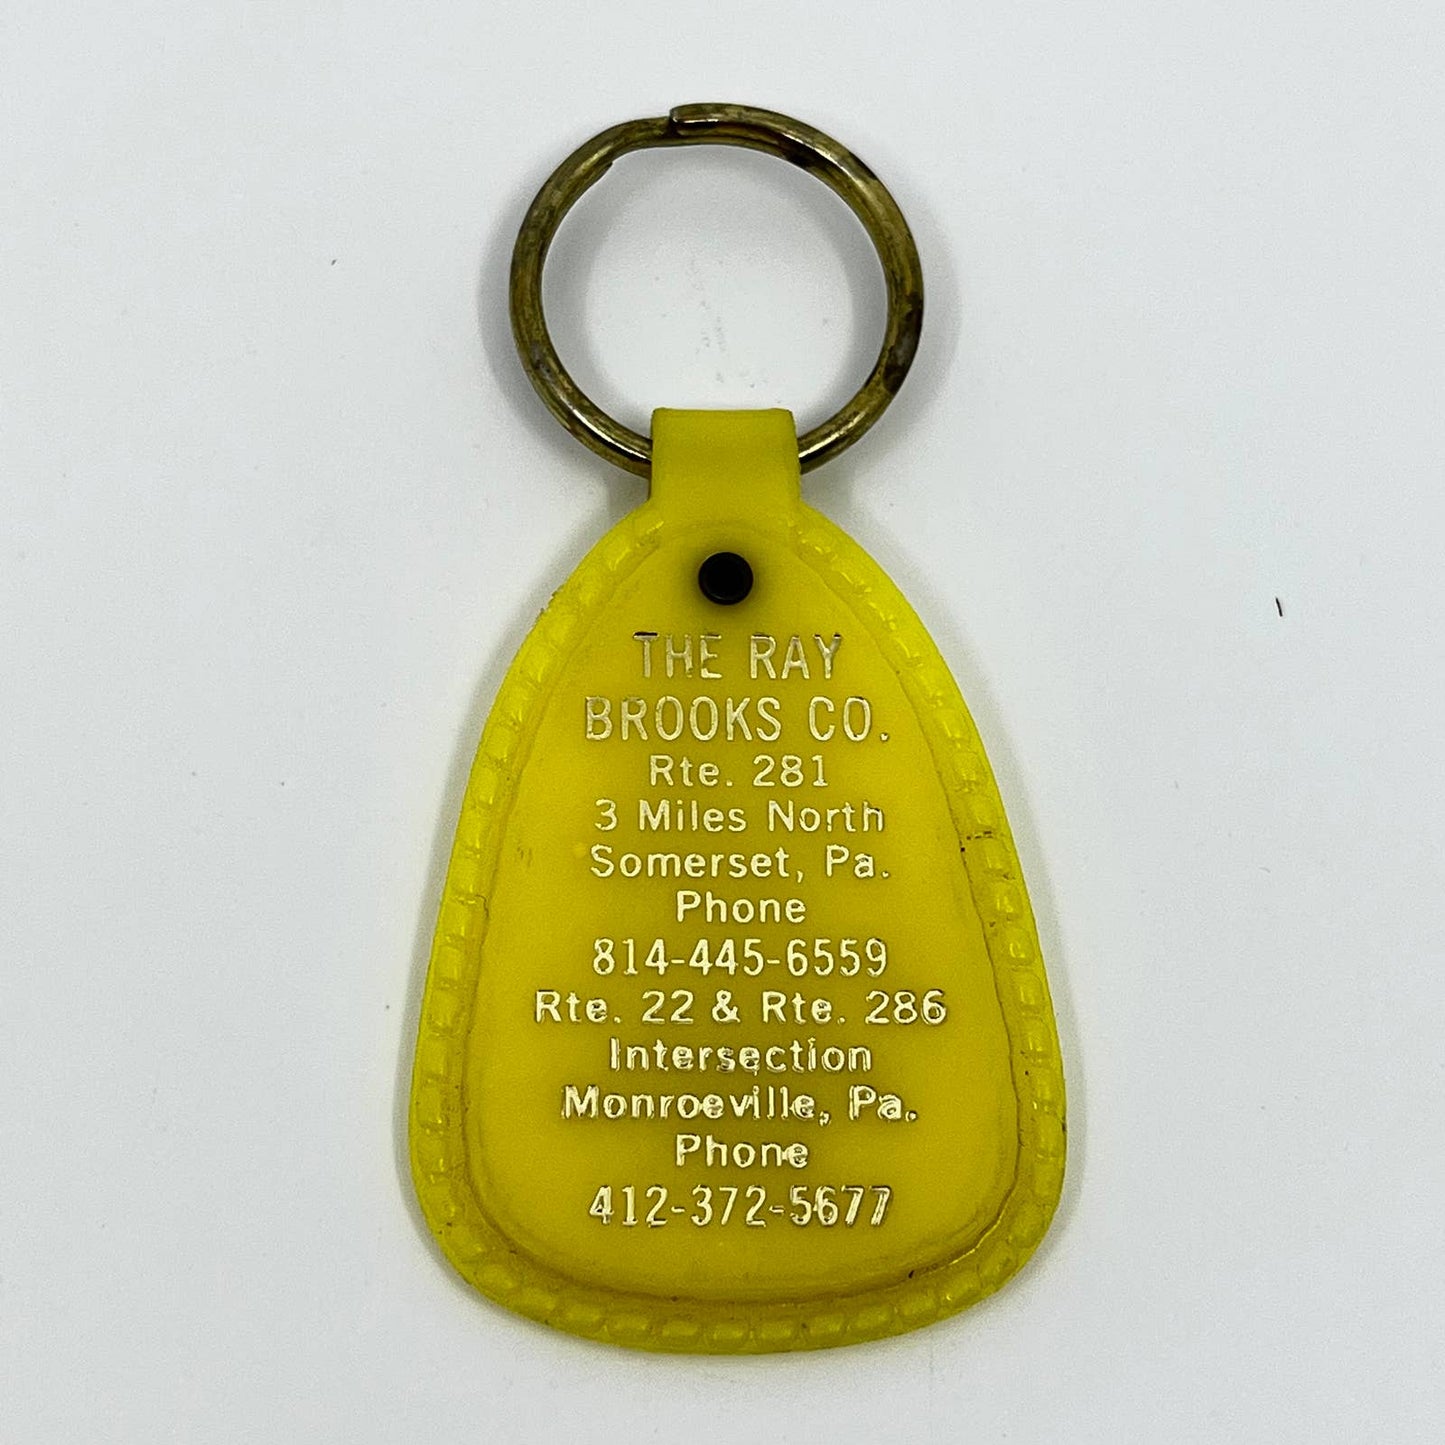 THE RAY
BROOKS CO.
Rte. 281
3 Miles North
Somerset, Pa.
Phone
814-445-6559
Rte. 22 & Rte. 286
Intersection
Monroeville, Pa.
Phone
412-372-5677